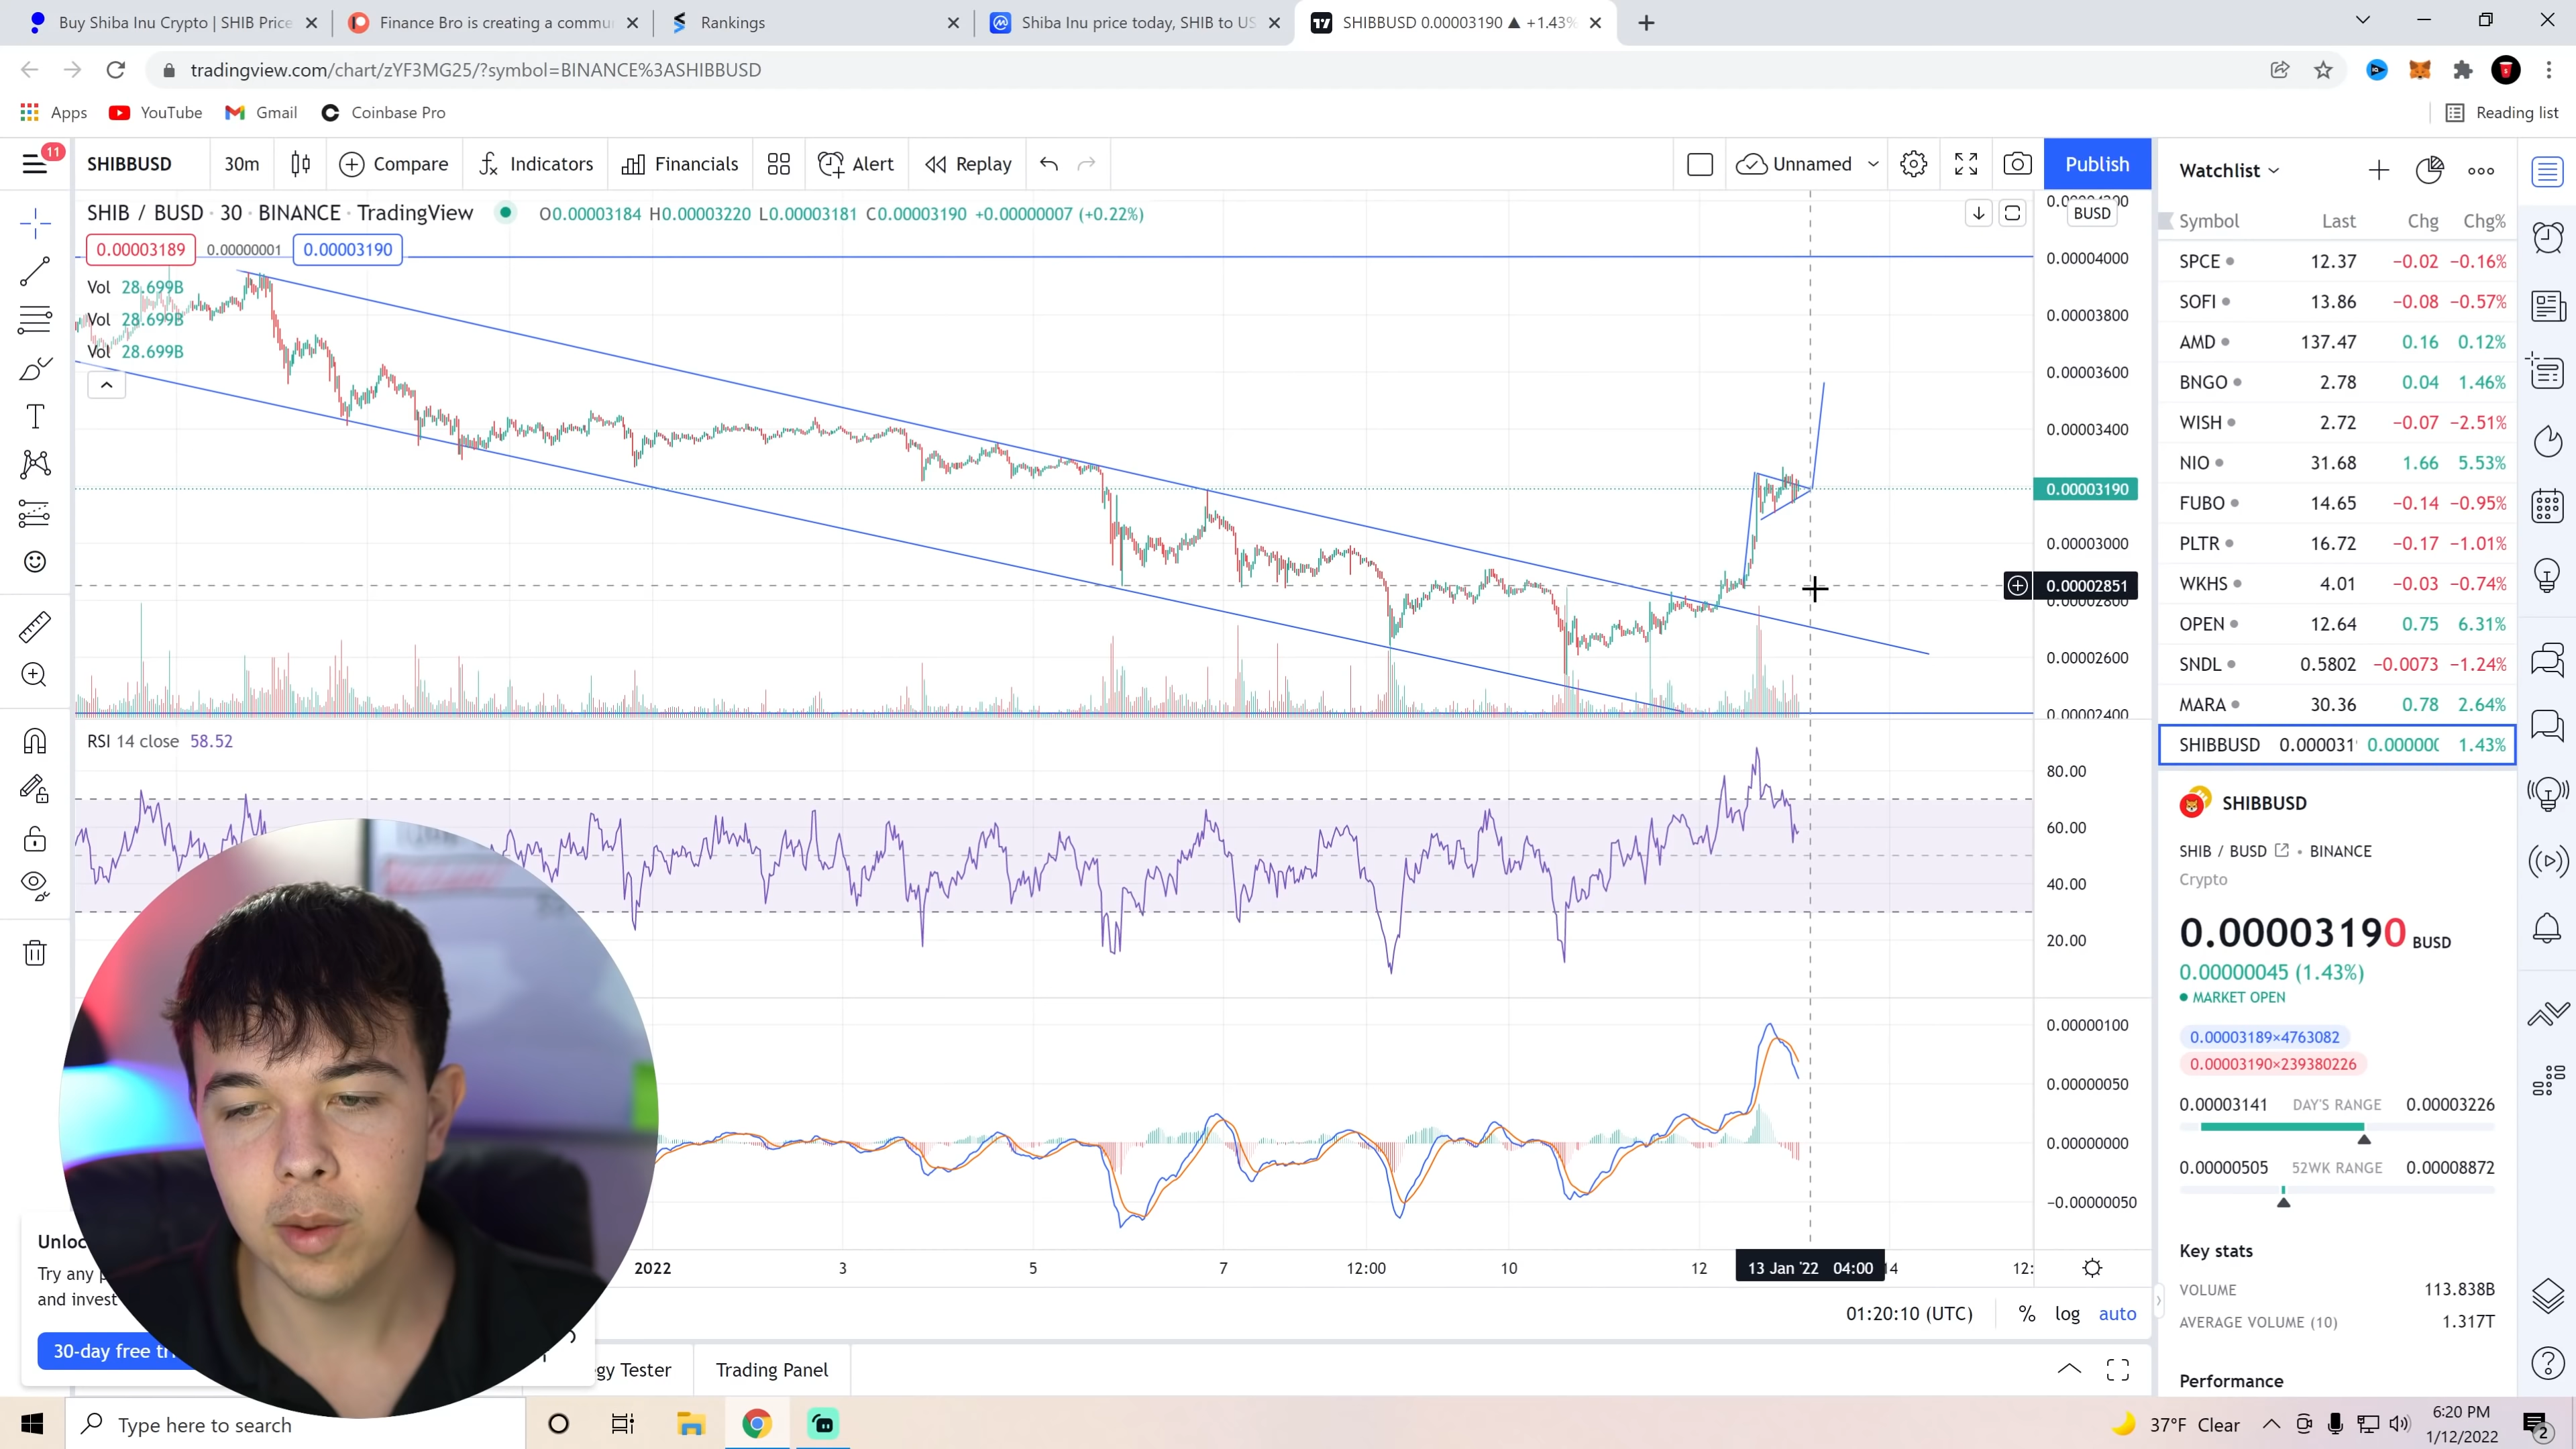 Buy Shiba Inu Crypto | SHIB Price
Finance Bro is creating a commu
Rankings
Shiba Inu price today, SHIB to US
SHIBBUSD 0.00003190 ▲ +1.43%
tradingview.com/chart/zYF3MG25/?symbol=BINANCE%3ASHIBBUSD
Apps YouTube Gmail Coinbase Pro Reading list
11 SHIBBUSD 30m Compare Indicators Financials Alert Replay Unnamed Publish
SHIB / BUSD · 30 · BINANCE · TradingView O0.00003184 H0.00003220 L0.00003181 C0.00003190 +0.00000007 (+0.22%)
BUSD
0.00003189 0.00000001 0.00003190
Vol 28.699B
Vol 28.699B
Vol 28.699B
0.00004000
0.00003800
0.00003600
0.00003400
0.00003190
0.00003000
0.00002851
0.00002800
0.00002600
0.00002400
RSI 14 close 58.52
80.00
60.00
40.00
20.00
0.00000100
0.00000050
0.00000000
−0.00000050
2022 3 5 7 12:00 10 12 13 Jan '22 04:00 14 12:
01:20:10 (UTC) % log auto
Unloc
Try any
and invest
30-day free tri
gy Tester Trading Panel
Watchlist
Symbol Last Chg Chg%
SPCE 12.37 −0.02 −0.16%
SOFI 13.86 −0.08 −0.57%
AMD 137.47 0.16 0.12%
BNGO 2.78 0.04 1.46%
WISH 2.72 −0.07 −2.51%
NIO 31.68 1.66 5.53%
FUBO 14.65 −0.14 −0.95%
PLTR 16.72 −0.17 −1.01%
WKHS 4.01 −0.03 −0.74%
OPEN 12.64 0.75 6.31%
SNDL 0.5802 −0.0073 −1.24%
MARA 30.36 0.78 2.64%
SHIBBUSD 0.000031 0.000000 1.43%
SHIBBUSD
SHIB / BUSD • BINANCE
Crypto
0.00003190 BUSD
0.00000045 (1.43%)
MARKET OPEN
0.00003189×4763082
0.00003190×239380226
0.00003141 DAY'S RANGE 0.00003226
0.00000505 52WK RANGE 0.00008872
Key stats
VOLUME 113.838B
AVERAGE VOLUME (10) 1.317T
Performance
Type here to search
37°F Clear
6:20 PM
1/12/2022
2